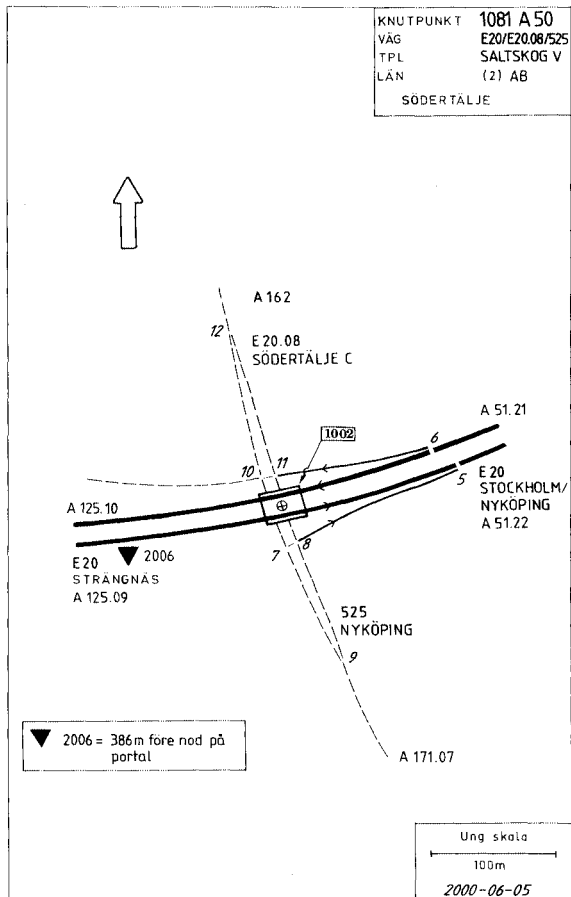 KNUTPUNKT 1081 A 50
VÄG E20/E20.08/525
TPL SALTSKOG V
LÄN (2) AB
SÖDERTÄLJE
A 162
12
E 20.08
SÖDERTÄLJE C
A 51.21
1002
6
10
11
5
E 20
STOCKHOLM/
NYKÖPING
A 51.22
A 125.10
7
8
2006
E 20
STRÄNGNÄS
A 125.09
525
NYKÖPING
9
2006 = 386m före nod på
portal
A 171.07
Ung skala
100m
2000-06-05